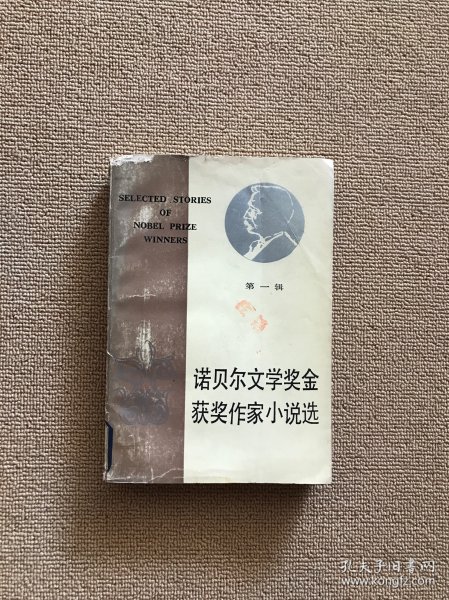 SELECTED STORIES
OF
NOBEL PRIZE
WINNERS
第一辑
诺贝尔文学奖金
获奖作家小说选
孔夫子旧书网
www.kongfz.com